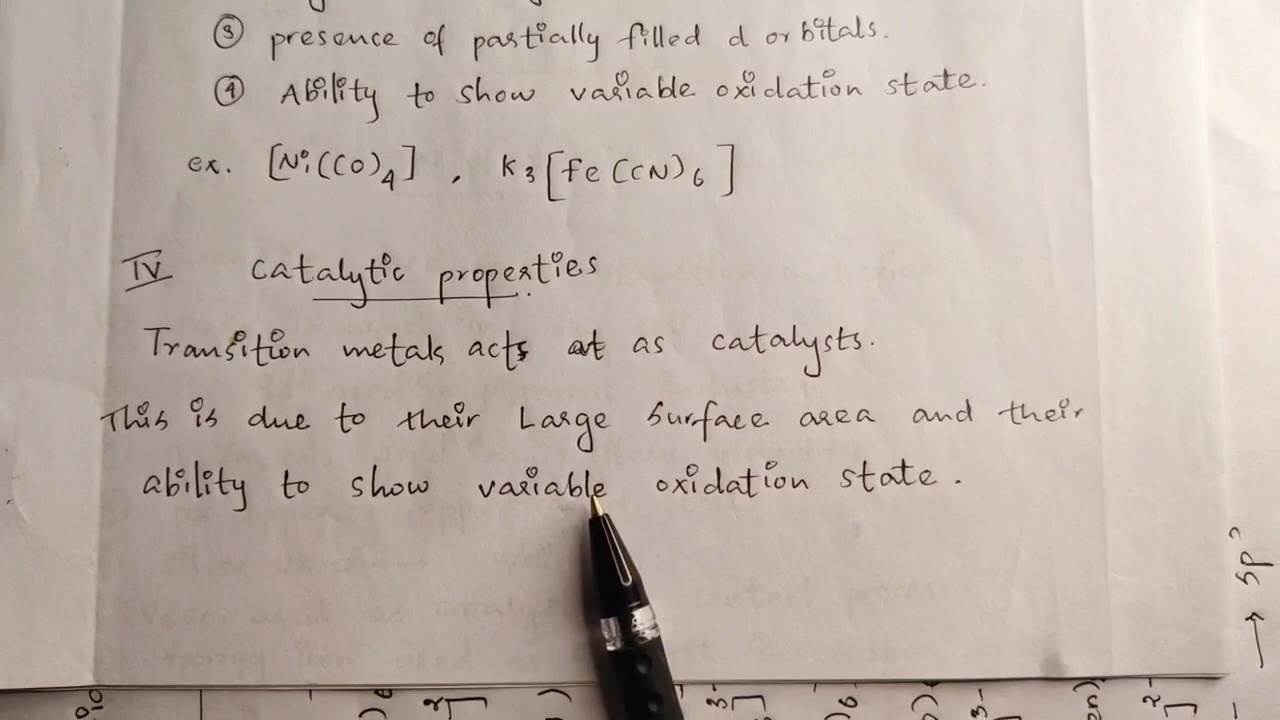 ③ presence of partially filled d orbitals.
④ Ability to show variable oxidation state.
ex. [Ni(CO)4] , K3[Fe(CN)6]
IV Catalytic properties
Transition metals acts at as catalysts.
This is due to their Large Surface area and their
ability to show variable oxidation state.
→ sp3